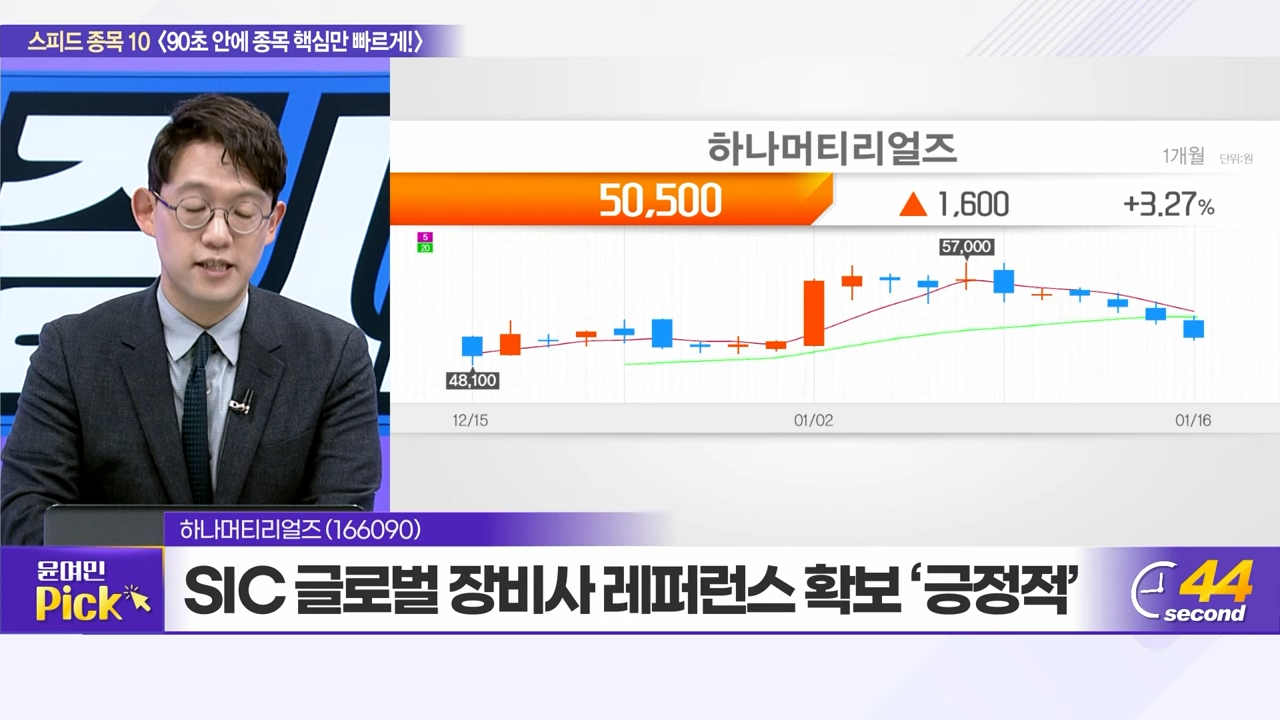 스피드 종목 10 〈90초 안에 종목 핵심만 빠르게!〉
하나머티리얼즈
1개월 단위:원
50,500 ▲ 1,600 +3.27%
5
20
57,000
48,100
12/15 01/02 01/16
하나머티리얼즈 (166090)
윤여민
Pick
SIC 글로벌 장비사 레퍼런스 확보 ‘긍정적’
44
second